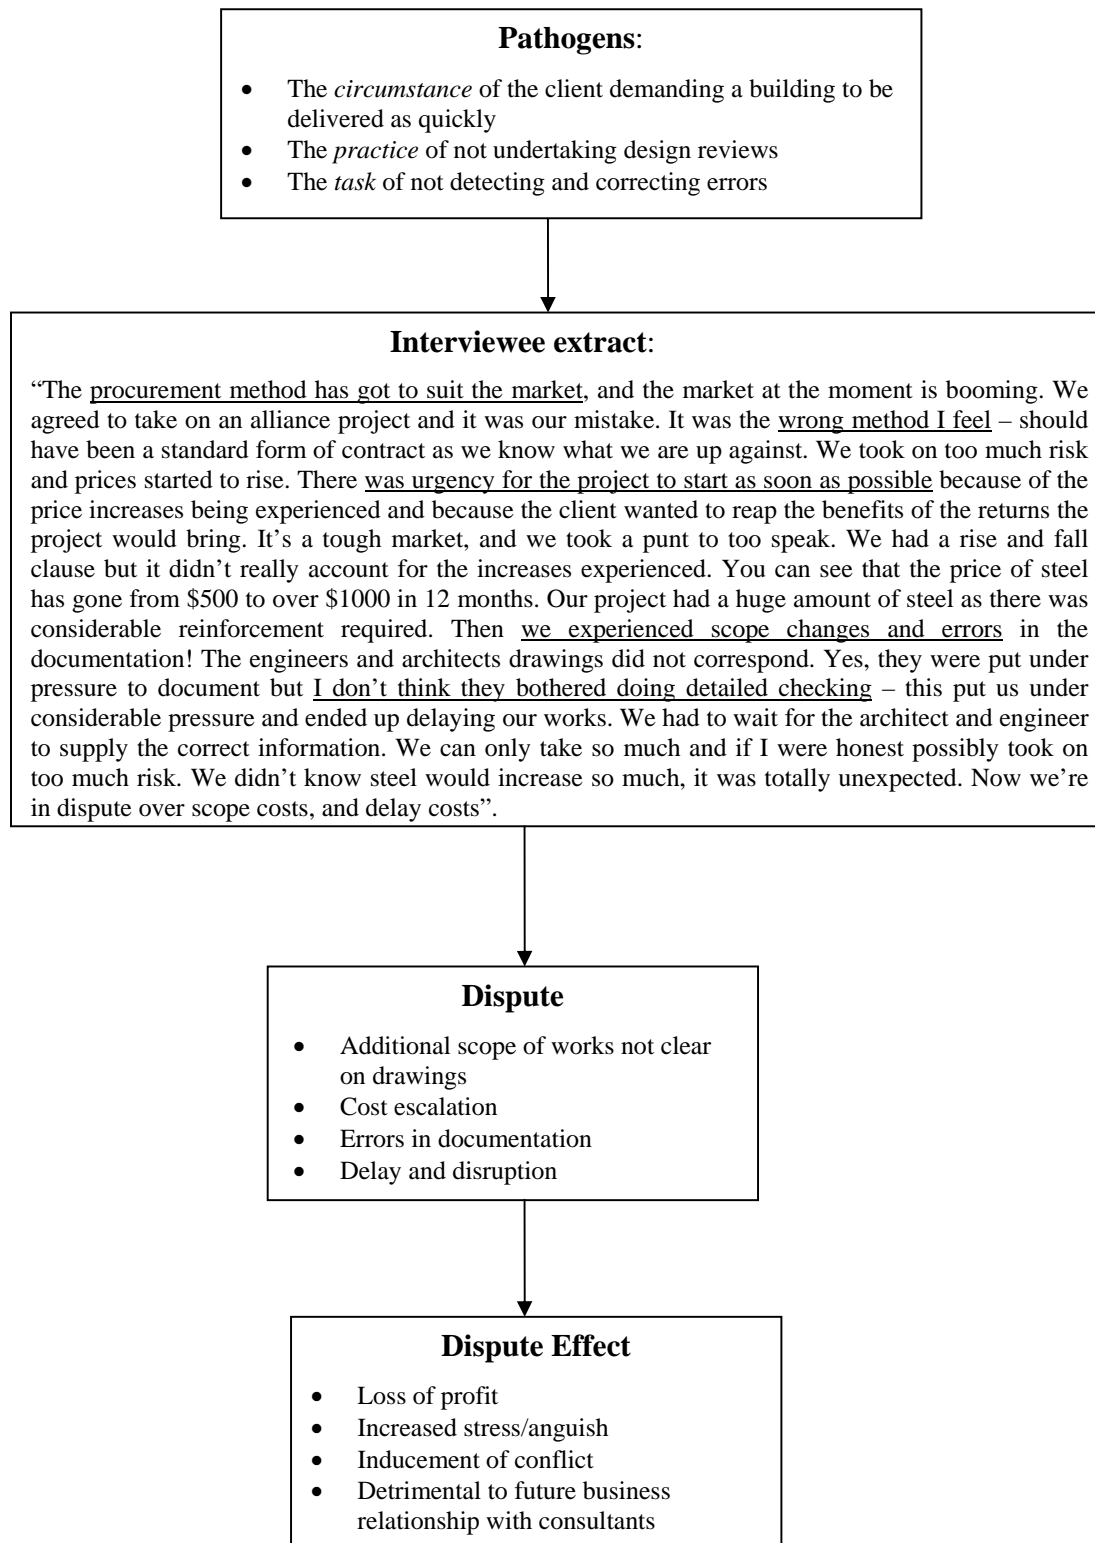 Pathogens:
• The circumstance of the client demanding a building to be
delivered as quickly
• The practice of not undertaking design reviews
• The task of not detecting and correcting errors
Interviewee extract:
“The procurement method has got to suit the market, and the market at the moment is booming. We
agreed to take on an alliance project and it was our mistake. It was the wrong method I feel – should
have been a standard form of contract as we know what we are up against. We took on too much risk
and prices started to rise. There was urgency for the project to start as soon as possible because of the
price increases being experienced and because the client wanted to reap the benefits of the returns the
project would bring. It’s a tough market, and we took a punt to too speak. We had a rise and fall
clause but it didn’t really account for the increases experienced. You can see that the price of steel
has gone from $500 to over $1000 in 12 months. Our project had a huge amount of steel as there was
considerable reinforcement required. Then we experienced scope changes and errors in the
documentation! The engineers and architects drawings did not correspond. Yes, they were put under
pressure to document but I don’t think they bothered doing detailed checking – this put us under
considerable pressure and ended up delaying our works. We had to wait for the architect and engineer
to supply the correct information. We can only take so much and if I were honest possibly took on
too much risk. We didn’t know steel would increase so much, it was totally unexpected. Now we’re
in dispute over scope costs, and delay costs”.
Dispute
• Additional scope of works not clear
on drawings
• Cost escalation
• Errors in documentation
• Delay and disruption
Dispute Effect
• Loss of profit
• Increased stress/anguish
• Inducement of conflict
• Detrimental to future business
relationship with consultants